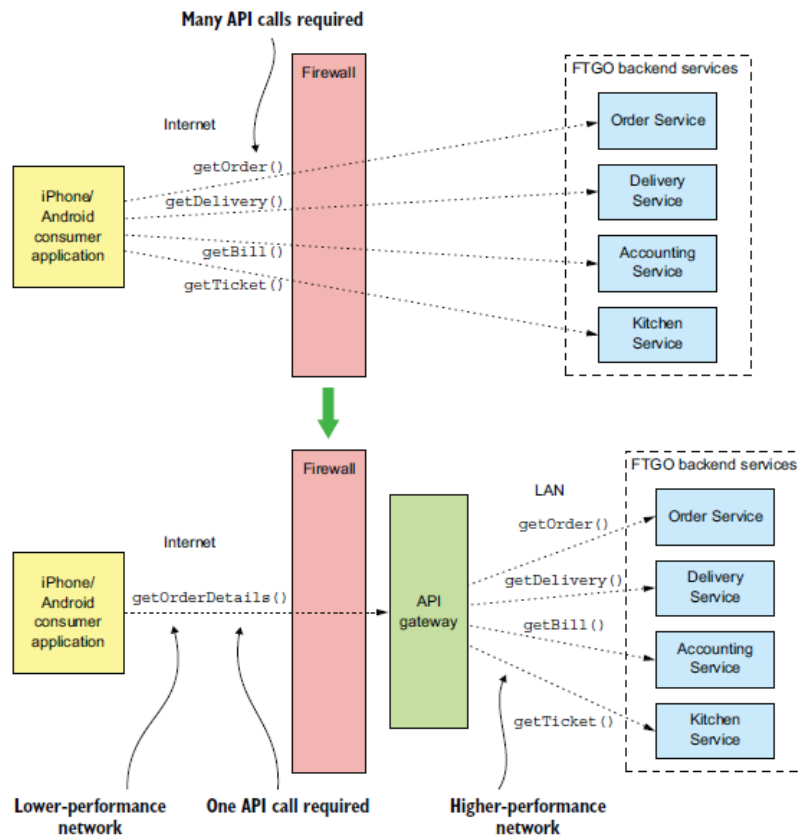 Many API calls required
Firewall
FTGO backend services
Internet
Order Service
getOrder()
iPhone/
Android
consumer
application
getDelivery()
Delivery
Service
getBill()
Accounting
Service
getTicket()
Kitchen
Service
Firewall
FTGO backend services
LAN
Order Service
getOrder()
Internet
iPhone/
Android
consumer
application
getOrderDetails()
API
gateway
getDelivery()
Delivery
Service
getBill()
Accounting
Service
getTicket()
Kitchen
Service
Lower-performance
network
One API call required
Higher-performance
network